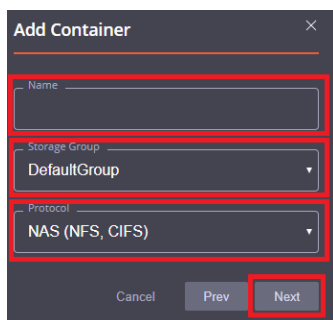 Add Container
Name
Storage Group
DefaultGroup
Protocol
NAS (NFS, CIFS)
Cancel Prev Next